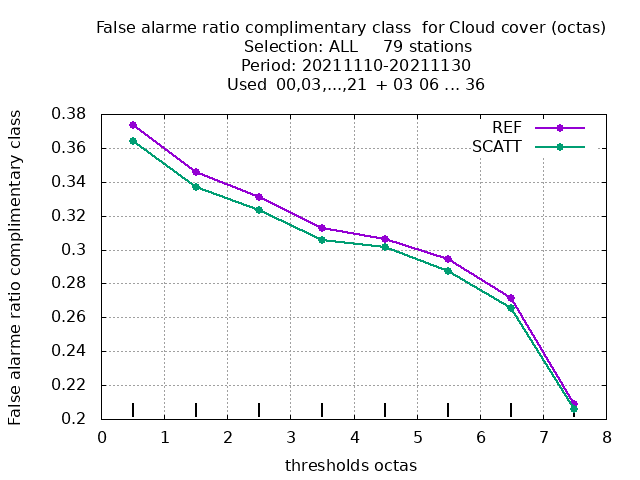 False alarme ratio complimentary class  for Cloud cover (octas)
Selection: ALL     79 stations
Period: 20211110-20211130
Used  00,03,...,21  + 03 06 ... 36
False alarme ratio complimentary class
0.38
0.36
0.34
0.32
0.3
0.28
0.26
0.24
0.22
0.2
REF
SCATT
0 1 2 3 4 5 6 7 8
thresholds octas